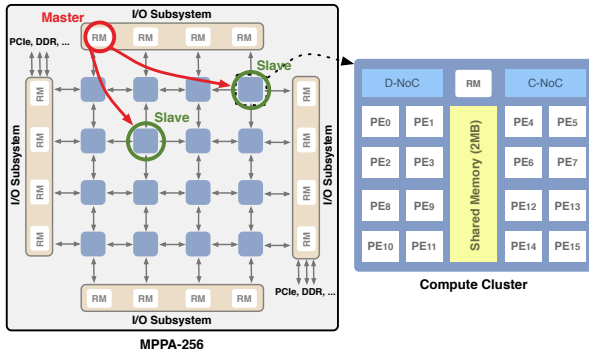 I/O Subsystem
Master
RM RM RM RM
PCIe, DDR, ...
Slave
RM
RM
RM
RM
I/O Subsystem
Slave
RM
RM
RM
RM
I/O Subsystem
PCIe, DDR, ...
RM RM RM RM
I/O Subsystem
MPPA-256
D-NoC RM C-NoC
PE0 PE1 PE4 PE5
PE2 PE3 PE6 PE7
PE8 PE9 PE12 PE13
PE10 PE11 PE14 PE15
Shared Memory (2MB)
Compute Cluster